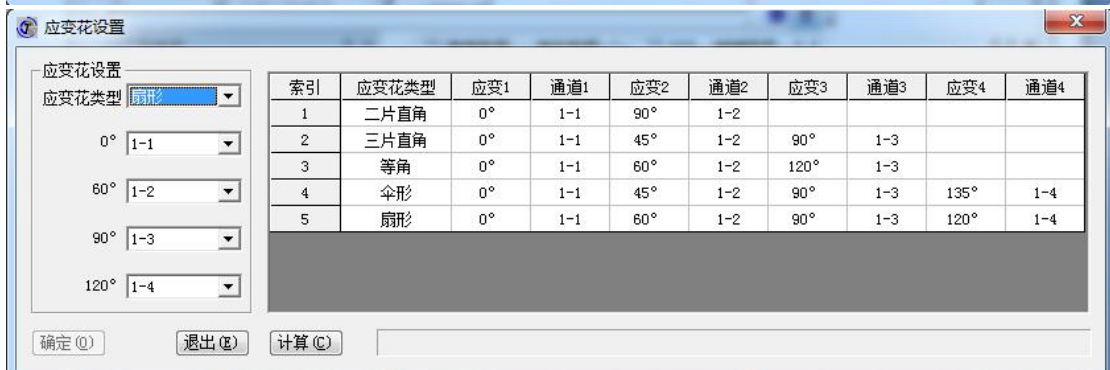 应变花设置
应变花设置
应变花类型 扇形
0° 1-1
60° 1-2
90° 1-3
120° 1-4
索引 应变花类型 应变1 通道1 应变2 通道2 应变3 通道3 应变4 通道4
1 二片直角 0° 1-1 90° 1-2
2 三片直角 0° 1-1 45° 1-2 90° 1-3
3 等角 0° 1-1 60° 1-2 120° 1-3
4 伞形 0° 1-1 45° 1-2 90° 1-3 135° 1-4
5 扇形 0° 1-1 60° 1-2 90° 1-3 120° 1-4
确定(O) 退出(E) 计算(C)